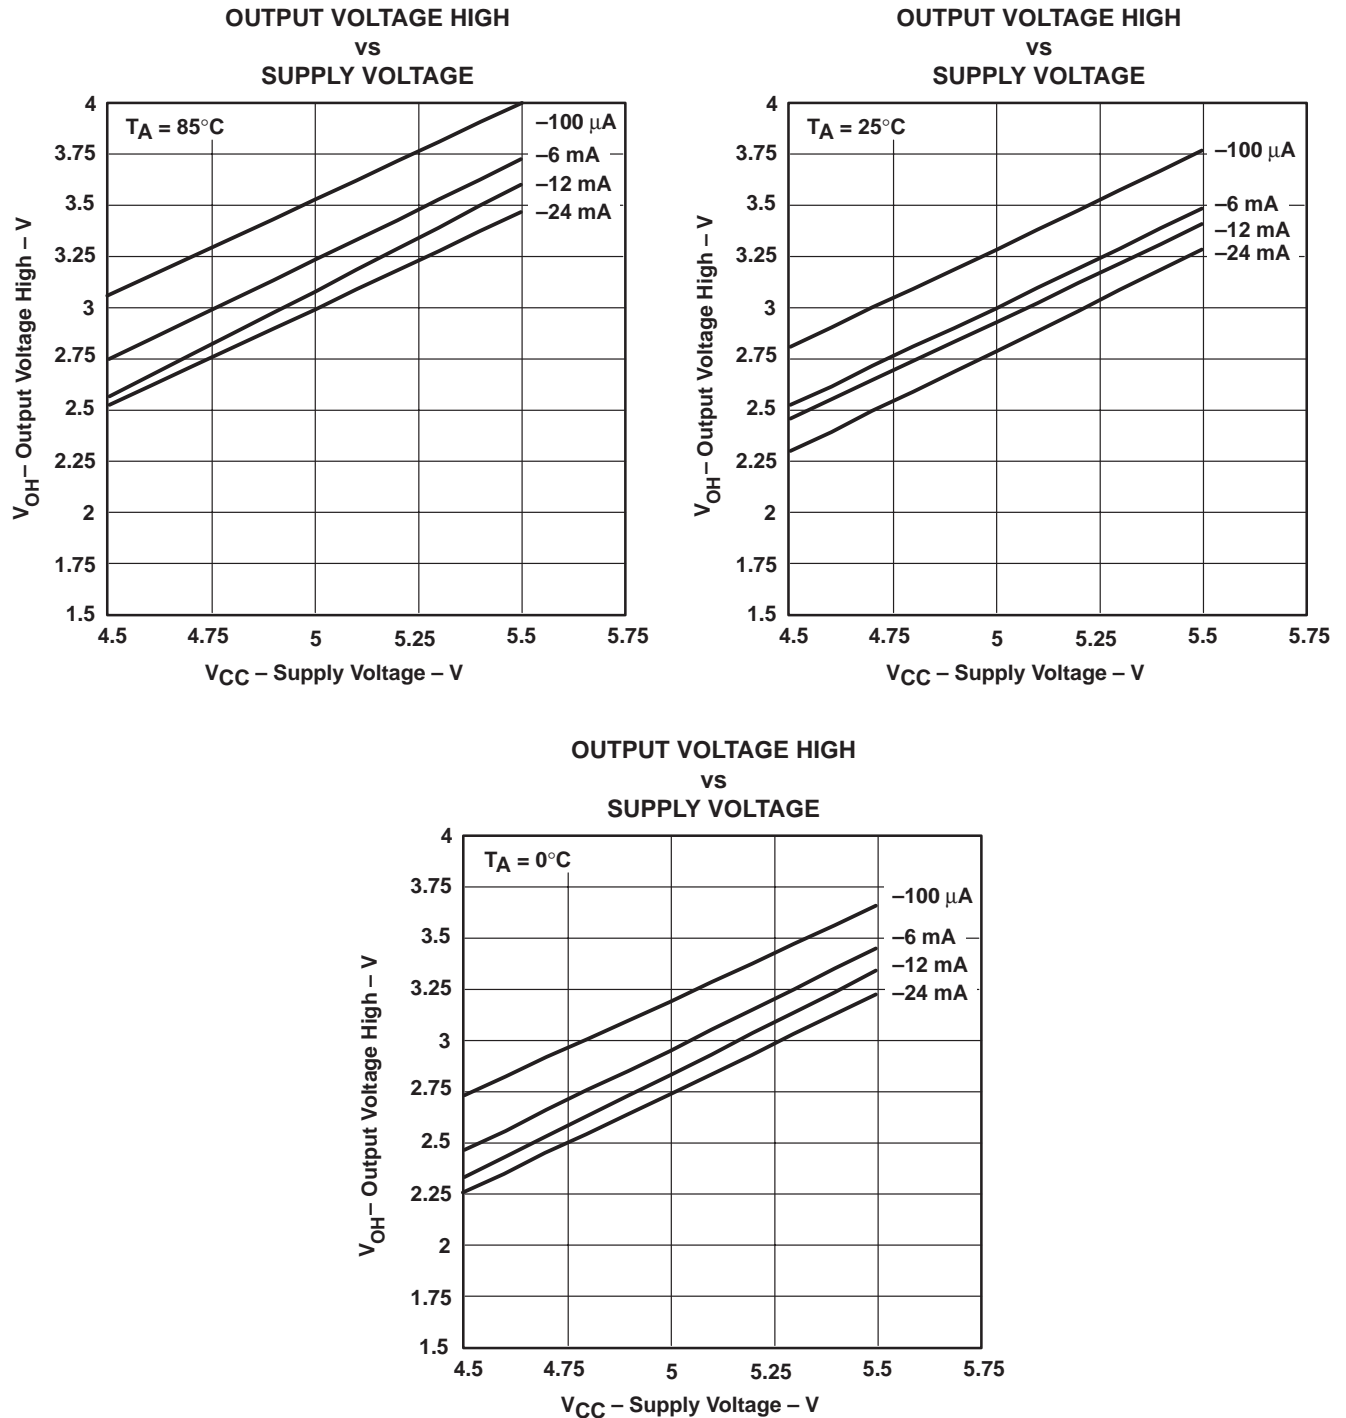 OUTPUT VOLTAGE HIGH
vs
SUPPLY VOLTAGE
TA = 85°C
–100 µA
–6 mA
–12 mA
–24 mA
4
3.75
3.5
3.25
3
2.75
2.5
2.25
2
1.75
1.5
VOH – Output Voltage High – V
4.5 4.75 5 5.25 5.5 5.75
VCC – Supply Voltage – V
OUTPUT VOLTAGE HIGH
vs
SUPPLY VOLTAGE
TA = 25°C
–100 µA
–6 mA
–12 mA
–24 mA
4
3.75
3.5
3.25
3
2.75
2.5
2.25
2
1.75
1.5
VOH – Output Voltage High – V
4.5 4.75 5 5.25 5.5 5.75
VCC – Supply Voltage – V
OUTPUT VOLTAGE HIGH
vs
SUPPLY VOLTAGE
TA = 0°C
–100 µA
–6 mA
–12 mA
–24 mA
4
3.75
3.5
3.25
3
2.75
2.5
2.25
2
1.75
1.5
VOH – Output Voltage High – V
4.5 4.75 5 5.25 5.5 5.75
VCC – Supply Voltage – V